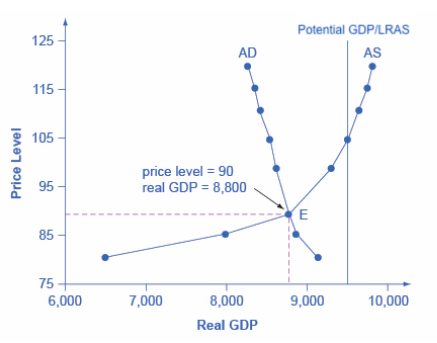 Potential GDP/LRAS
125
AD
AS
115
105
price level = 90
real GDP = 8,800
95
E
85
75
6,000
7,000
8,000
9,000
10,000
Price Level
Real GDP